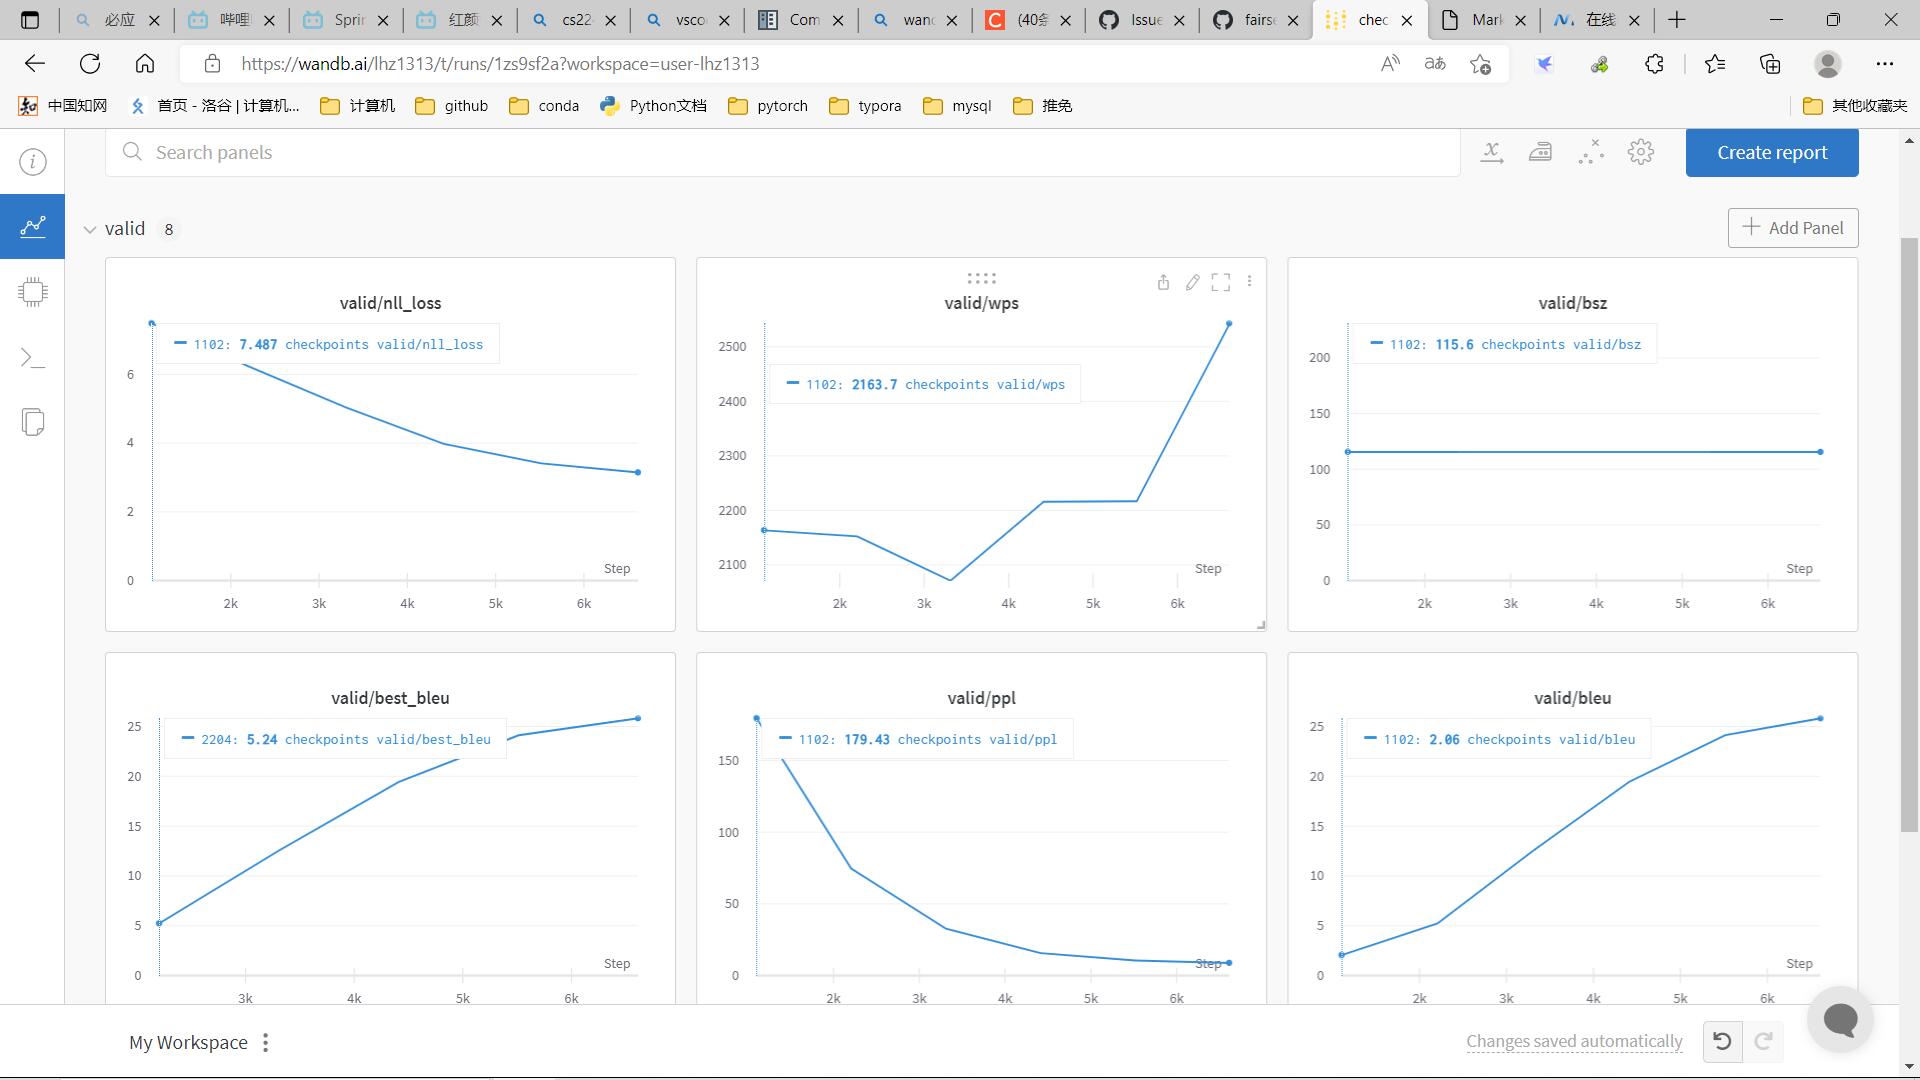 必应
哔哩
Sprin
红颜
cs22
vsco
Com
wand
(40条
Issue
fairse
chec
Mark
在线
https://wandb.ai/lhz1313/t/runs/1zs9sf2a?workspace=user-lhz1313
中国知网
首页 - 洛谷 | 计算机...
计算机
github
conda
Python文档
pytorch
typora
mysql
推免
其他收藏夹
Search panels
Create report
valid 8
Add Panel
valid/nll_loss
1102: 7.487 checkpoints valid/nll_loss
6
4
2
0
Step
2k 3k 4k 5k 6k
valid/wps
1102: 2163.7 checkpoints valid/wps
2500
2400
2300
2200
2100
Step
2k 3k 4k 5k 6k
valid/bsz
1102: 115.6 checkpoints valid/bsz
200
150
100
50
0
Step
2k 3k 4k 5k 6k
valid/best_bleu
2204: 5.24 checkpoints valid/best_bleu
25
20
15
10
5
0
Step
3k 4k 5k 6k
valid/ppl
1102: 179.43 checkpoints valid/ppl
150
100
50
0
Step
2k 3k 4k 5k 6k
valid/bleu
1102: 2.06 checkpoints valid/bleu
25
20
15
10
5
0
Step
2k 3k 4k 5k 6k
My Workspace
Changes saved automatically